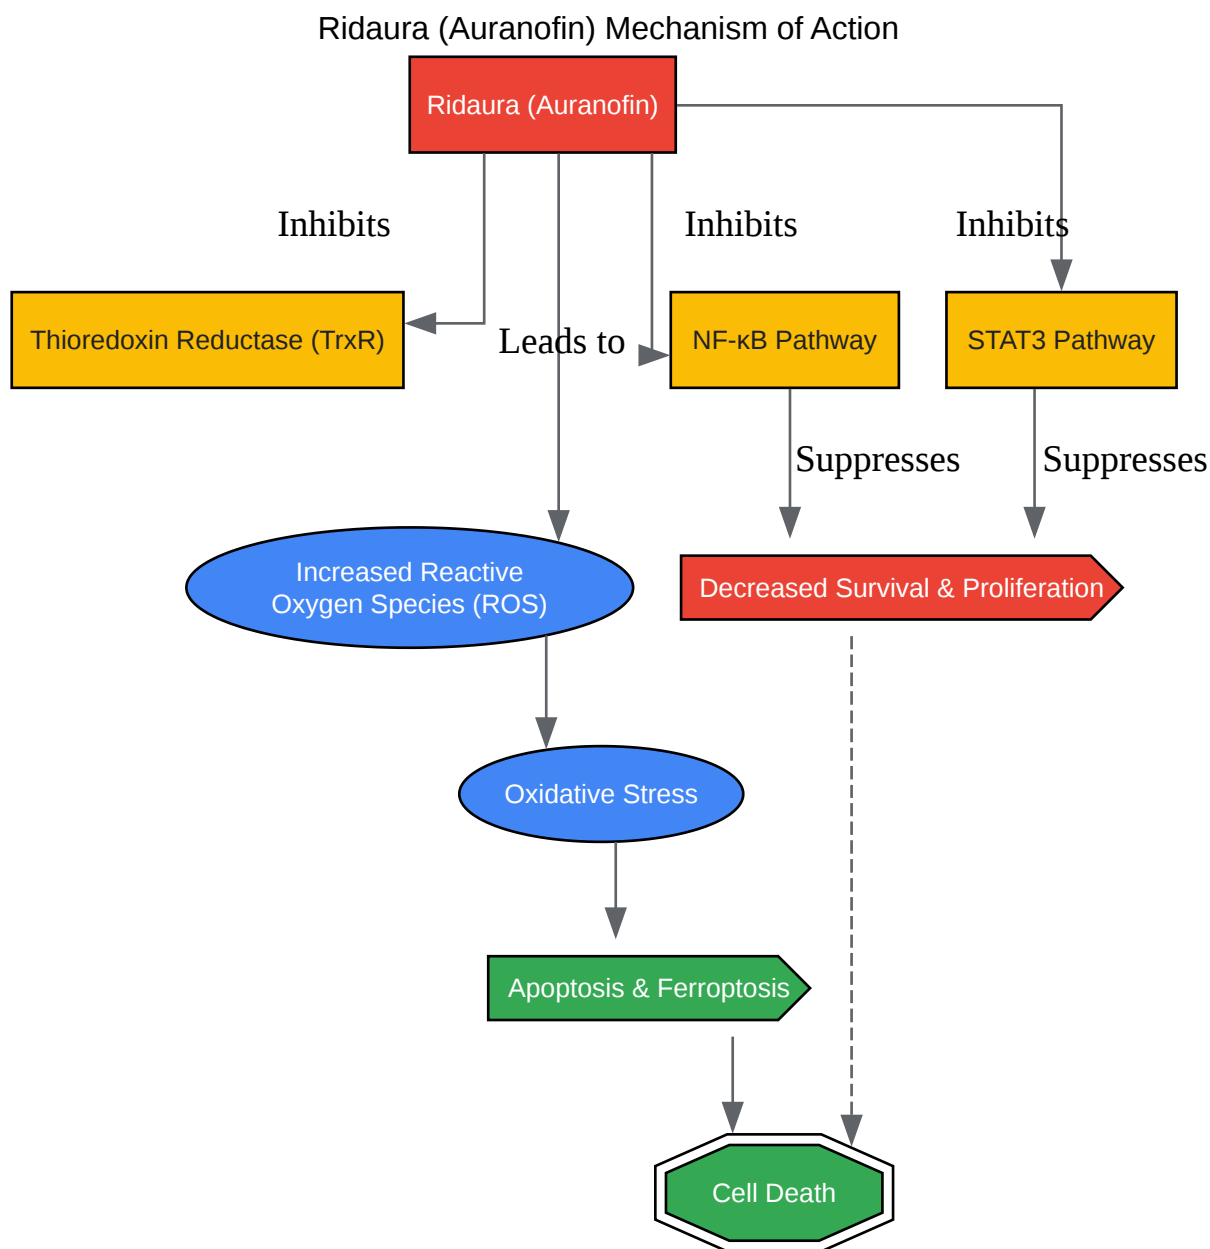 Ridaura (Auranofin) Mechanism of Action
Ridaura (Auranofin)
Inhibits
Inhibits
Inhibits
Thioredoxin Reductase (TrxR)
Leads to
NF-κB Pathway
STAT3 Pathway
Suppresses
Suppresses
Increased Reactive
Oxygen Species (ROS)
Decreased Survival & Proliferation
Oxidative Stress
Apoptosis & Ferroptosis
Cell Death